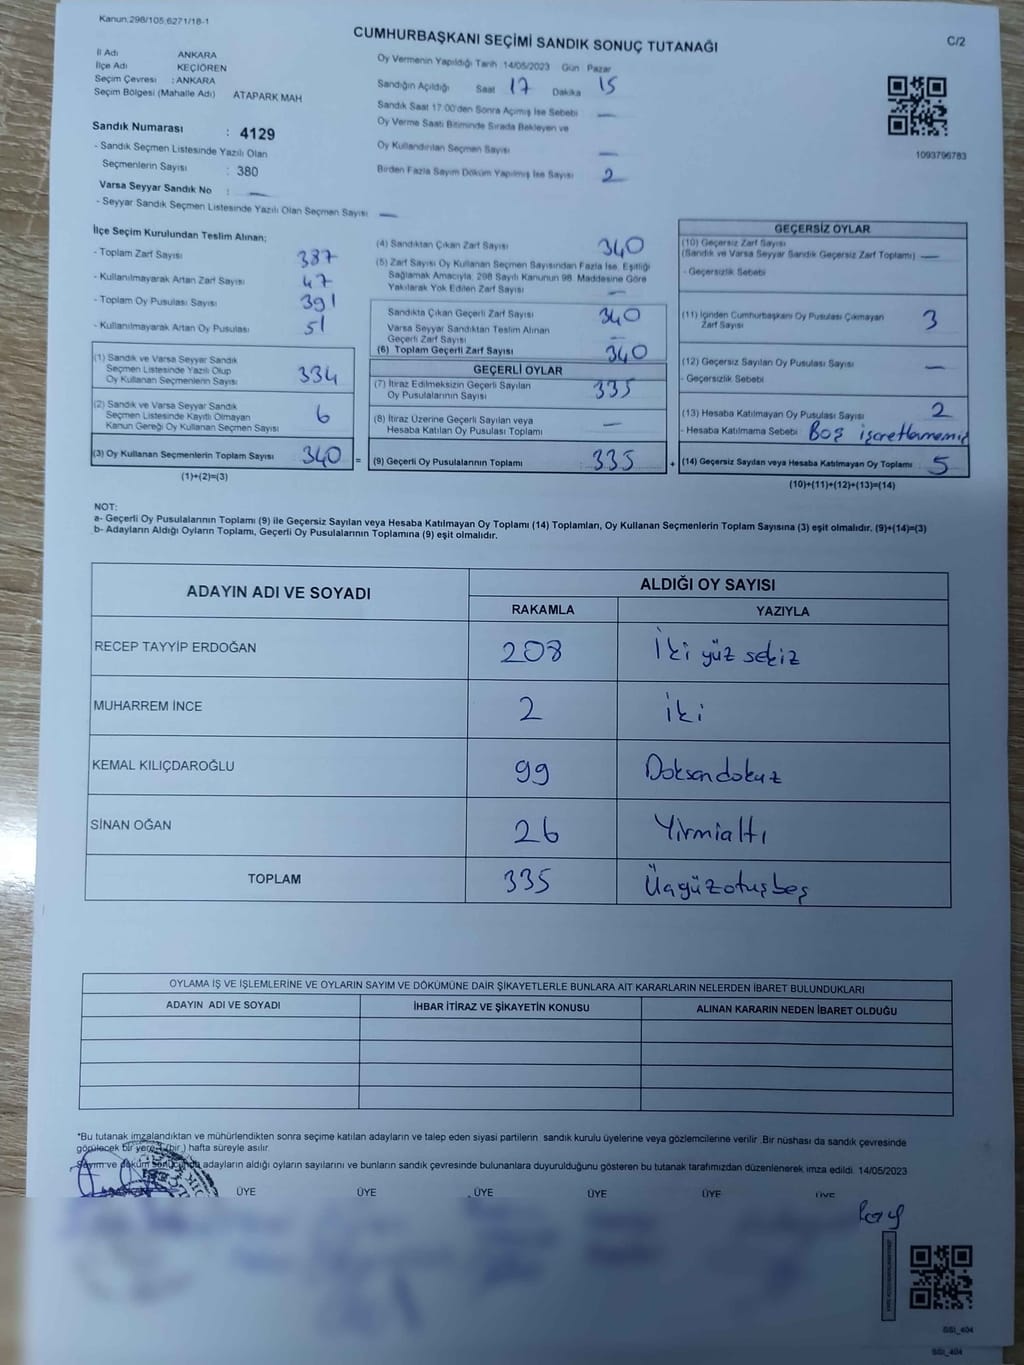 Kanun;298/105,6271/18-1
CUMHURBAŞKANI SEÇİMİ SANDIK SONUÇ TUTANAĞI
C/2
İl Adı ANKARA
İlçe Adı KEÇİÖREN
Seçim Çevresi : ANKARA
Seçim Bölgesi (Mahalle Adı) ATAPARK MAH
Sandık Numarası : 4129
- Sandık Seçmen Listesinde Yazılı Olan
Seçmenlerin Sayısı : 380
Varsa Seyyar Sandık No : —
- Seyyar Sandık Seçmen Listesinde Yazılı Olan Seçmen Sayısı —
Oy Vermenin Yapıldığı Tarih 14/05/2023 Gün Pazar
Sandığın Açıldığı Saat 17 Dakika 15
Sandık Saat 17:00'den Sonra Açımış İse Sebebi —
Oy Verme Saati Bitiminde Sırada Bekleyen ve
Oy Kullandırılan Seçmen Sayısı —
Birden Fazla Sayım Döküm Yapılmış İse Sayısı 2
1093796783
İlçe Seçim Kurulundan Teslim Alınan;
- Toplam Zarf Sayısı 387
- Kullanılmayarak Artan Zarf Sayısı 47
- Toplam Oy Pusulası Sayısı 391
- Kullanılmayarak Artan Oy Pusulası 51
(1) Sandık ve Varsa Seyyar Sandık
Seçmen Listesinde Yazılı Olup
Oy Kullanan Seçmenlerin Sayısı 334
(2) Sandık ve Varsa Seyyar Sandık
Seçmen Listesinde Kayıtlı Olmayan
Kanun Gereği Oy Kullanan Seçmen Sayısı 6
(3) Oy Kullanan Seçmenlerin Toplam Sayısı 340 =
(1)+(2)=(3)
(4) Sandıktan Çıkan Zarf Sayısı 340
(5) Zarf Sayısı Oy Kullanan Seçmen Sayısından Fazla İse, Eşitliği
Sağlamak Amacıyla, 298 Sayılı Kanunun 98. Maddesine Göre
Yakılarak Yok Edilen Zarf Sayısı —
Sandıkta Çıkan Geçerli Zarf Sayısı 340
Varsa Seyyar Sandıktan Teslim Alınan
Geçerli Zarf Sayısı —
(6) Toplam Geçerli Zarf Sayısı 340
GEÇERLİ OYLAR
(7) İtiraz Edilmeksizin Geçerli Sayılan
Oy Pusulalarının Sayısı : 335
(8) İtiraz Üzerine Geçerli Sayılan veya
Hesaba Katılan Oy Pusulası Toplamı —
(9) Geçerli Oy Pusulalarının Toplamı : 335 +
GEÇERSİZ OYLAR
(10) Geçersiz Zarf Sayısı
(Sandık ve Varsa Seyyar Sandık Geçersiz Zarf Toplamı) —
- Geçersizlik Sebebi
(11) İçinden Cumhurbaşkanı Oy Pusulası Çıkmayan
Zarf Sayısı 3
(12) Geçersiz Sayılan Oy Pusulası Sayısı —
- Geçersizlik Sebebi
(13) Hesaba Katılmayan Oy Pusulası Sayısı 2
- Hesaba Katılmama Sebebi Boş işaretlenmemiş
(14) Geçersiz Sayılan veya Hesaba Katılmayan Oy Toplamı : 5
(10)+(11)+(12)+(13)=(14)
NOT:
a- Geçerli Oy Pusulalarının Toplamı (9) ile Geçersiz Sayılan veya Hesaba Katılmayan Oy Toplamı (14) Toplamları, Oy Kullanan Seçmenlerin Toplam Sayısına (3) eşit olmalıdır. (9)+(14)=(3)
b- Adayların Aldığı Oyların Toplamı, Geçerli Oy Pusulalarının Toplamına (9) eşit olmalıdır.
ADAYIN ADI VE SOYADI
ALDIĞI OY SAYISI
RAKAMLA YAZIYLA
RECEP TAYYİP ERDOĞAN 208 İki yüz sekiz
MUHARREM İNCE 2 İki
KEMAL KILIÇDAROĞLU 99 Doksandokuz
SİNAN OĞAN 26 Yirmialtı
TOPLAM 335 Üçyüzotuzbeş
OYLAMA İŞ VE İŞLEMLERİNE VE OYLARIN SAYIM VE DÖKÜMÜNE DAİR ŞİKAYETLERLE BUNLARA AİT KARARLARIN NELERDEN İBARET BULUNDUKLARI
ADAYIN ADI VE SOYADI İHBAR İTİRAZ VE ŞİKAYETİN KONUSU ALINAN KARARIN NEDEN İBARET OLDUĞU
*Bu tutanak imzalandıktan ve mühürlendikten sonra seçime katılan adayların ve talep eden siyasi partilerin sandık kurulu üyelerine veya gözlemcilerine verilir. Bir nüshası da sandık çevresinde
görülecek bir yere 1 (bir ) hafta süreyle asılır.
Sayım ve döküm sonucunda adayların aldığı oyların sayılarını ve bunların sandık çevresinde bulunanlara duyurulduğunu gösteren bu tutanak tarafımızdan düzenlenerek imza edildi. 14/05/2023
ÜYE ÜYE ÜYE ÜYE ÜYE ÜYE
SSI_404
SSI_404